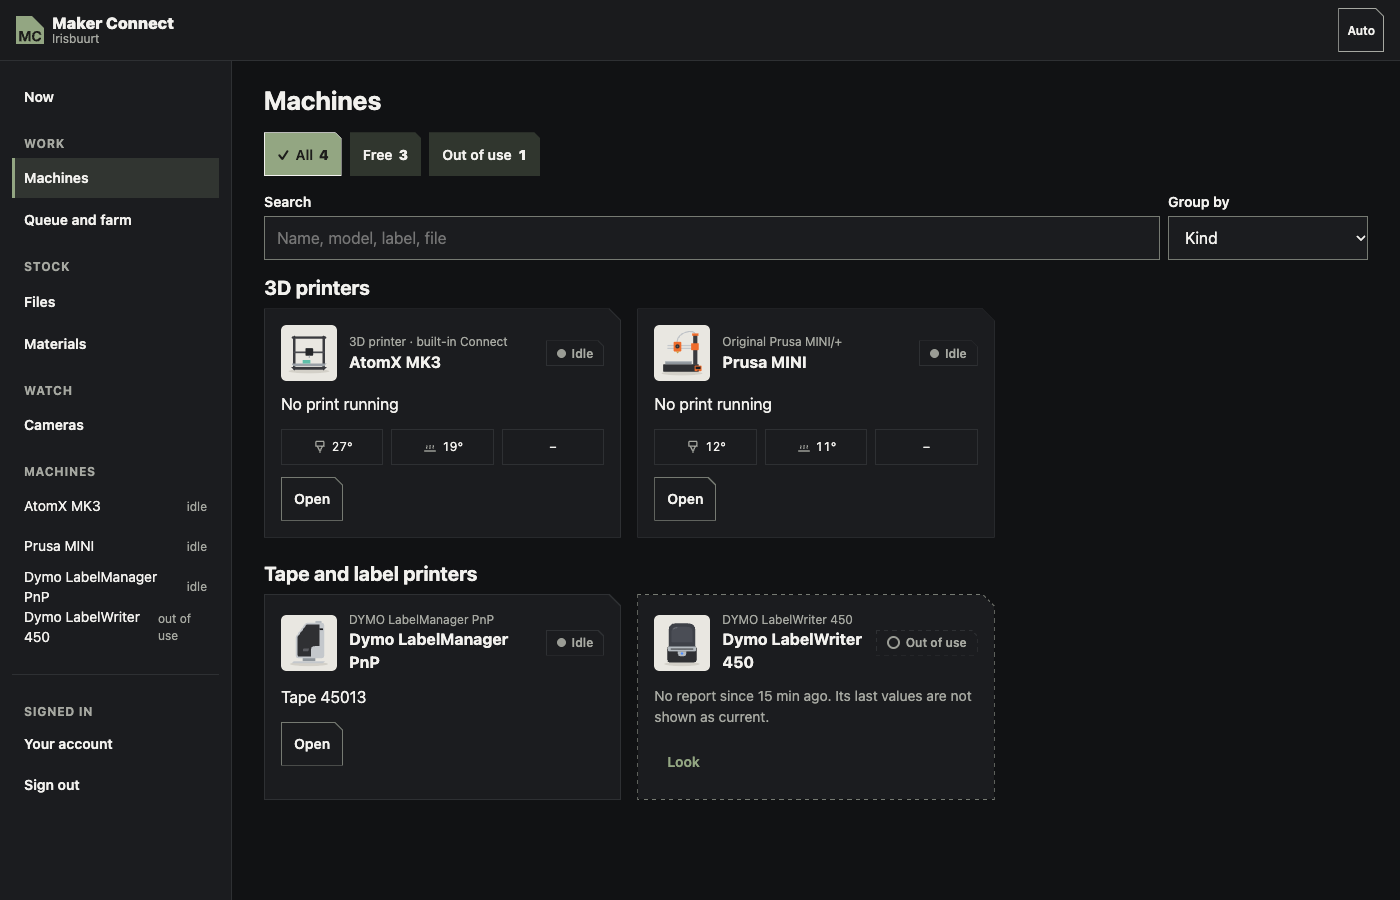 MC
Maker Connect
Irisbuurt
Auto
Now
WORK
Machines
Queue and farm
STOCK
Files
Materials
WATCH
Cameras
MACHINES
AtomX MK3 idle
Prusa MINI idle
Dymo LabelManager
PnP
idle
Dymo LabelWriter
450
out of
use
SIGNED IN
Your account
Sign out
Machines
All 4
Free 3
Out of use 1
Search
Name, model, label, file
Group by
Kind
3D printers
3D printer · built-in Connect
AtomX MK3
Idle
No print running
27°
19°
–
Open
Original Prusa MINI/+
Prusa MINI
Idle
No print running
12°
11°
–
Open
Tape and label printers
DYMO LabelManager PnP
Dymo LabelManager
PnP
Idle
Tape 45013
Open
DYMO LabelWriter 450
Dymo LabelWriter
450
Out of use
No report since 15 min ago. Its last values are not
shown as current.
Look